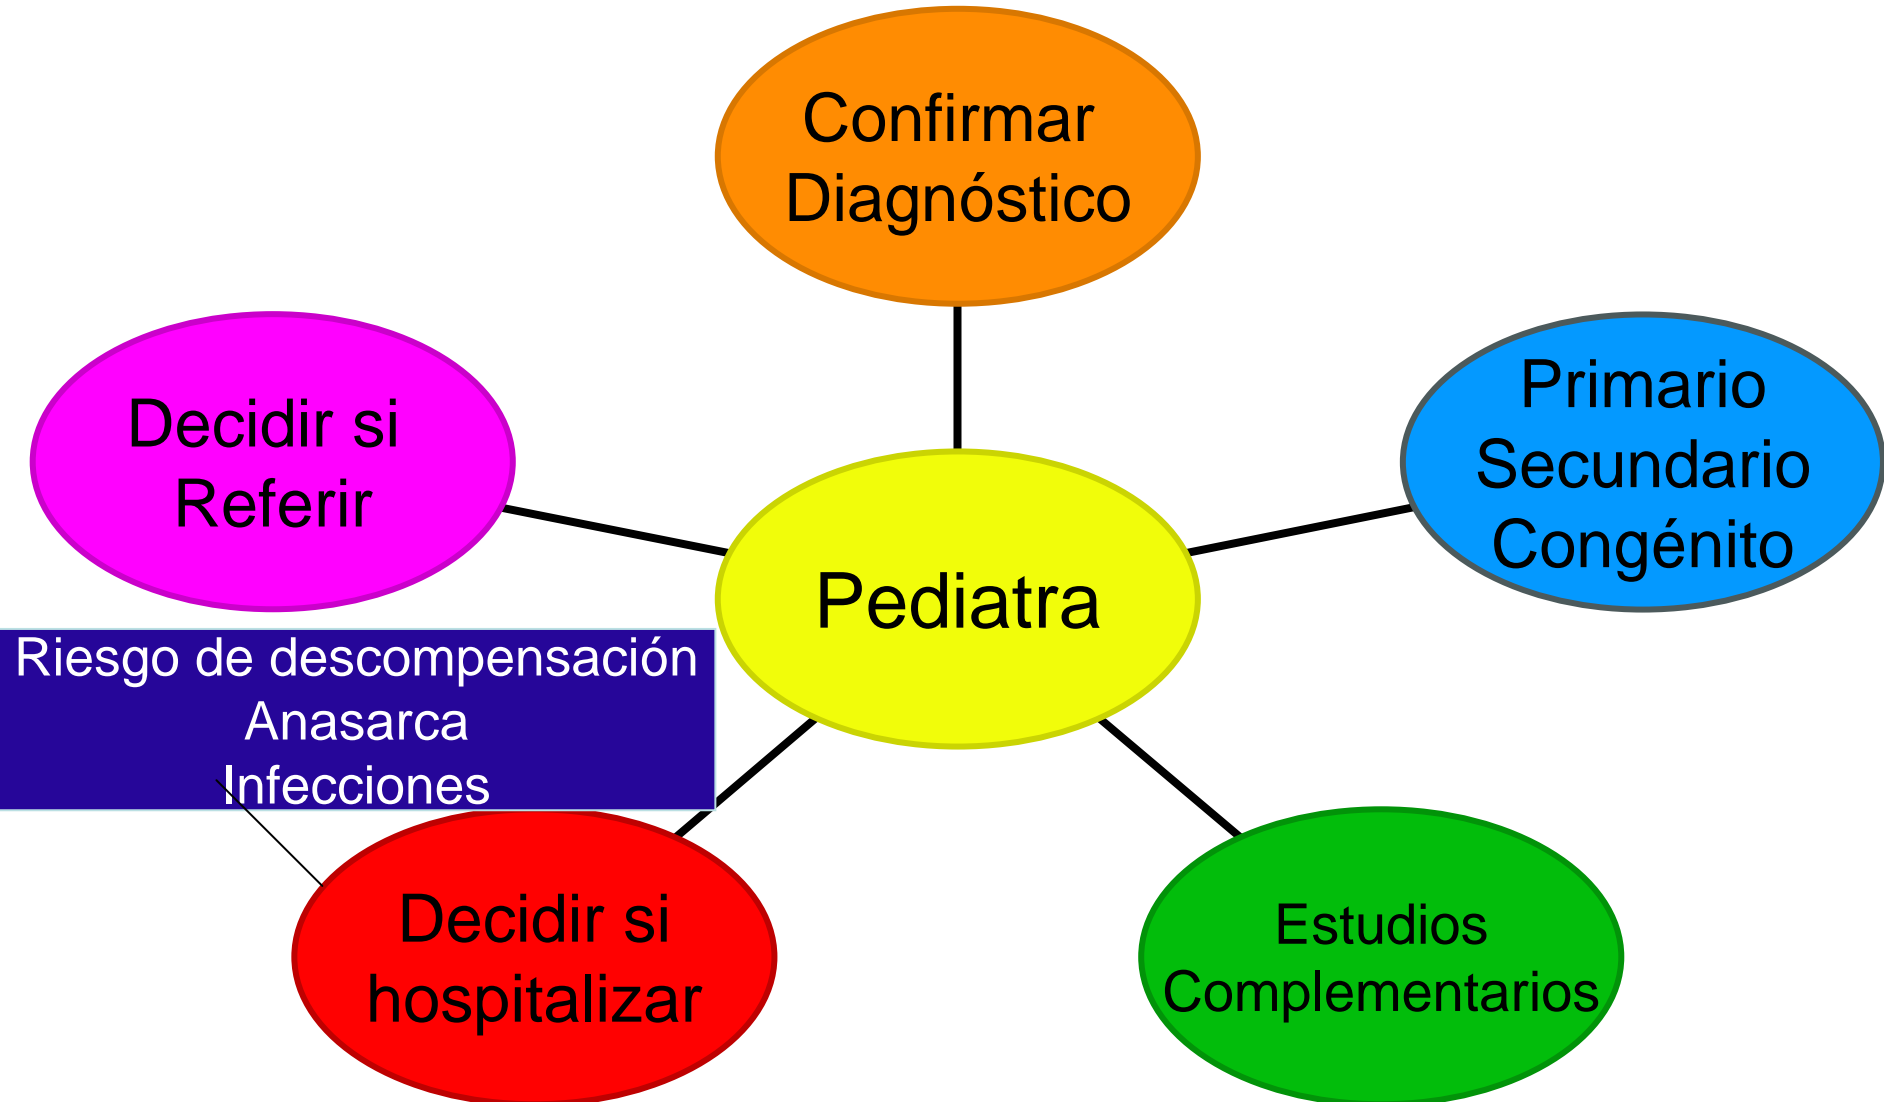 Confirmar
Diagnóstico
Decidir si
Referir
Primario
Secundario
Congénito
Pediatra
Riesgo de descompensación
Anasarca
Infecciones
Decidir si
hospitalizar
Estudios
Complementarios